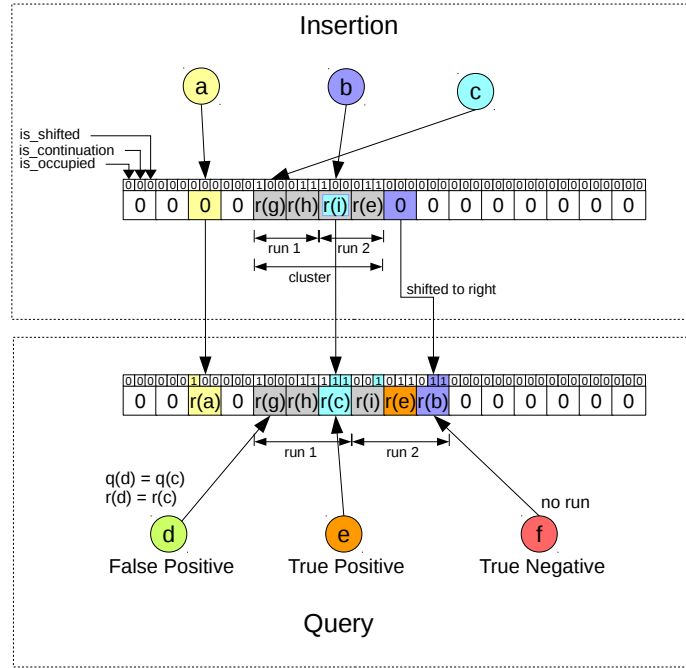 Insertion
a
b
c
is_shifted
is_continuation
is_occupied
0 0 0 0 0 0 0 0 0 0 0 0 1 0 0 0 1 1 1 0 0 0 1 1 0 0 0 0 0 0 0 0 0 0 0 0 0 0 0 0 0 0 0 0 0 0 0 0
0 0 0 0 r(g) r(h) r(i) r(e) 0 0 0 0 0 0 0 0
run 1 run 2
cluster
shifted to right
0 0 0 0 0 0 1 0 0 0 0 0 1 0 0 0 1 1 1 1 1 0 0 1 0 1 1 0 1 1 0 0 0 0 0 0 0 0 0 0 0 0 0 0 0 0 0 0
0 0 r(a) 0 r(g) r(h) r(c) r(i) r(e) r(b) 0 0 0 0 0 0
run 1 run 2
q(d) = q(c)
r(d) = r(c)
no run
d
e
f
False Positive
True Positive
True Negative
Query